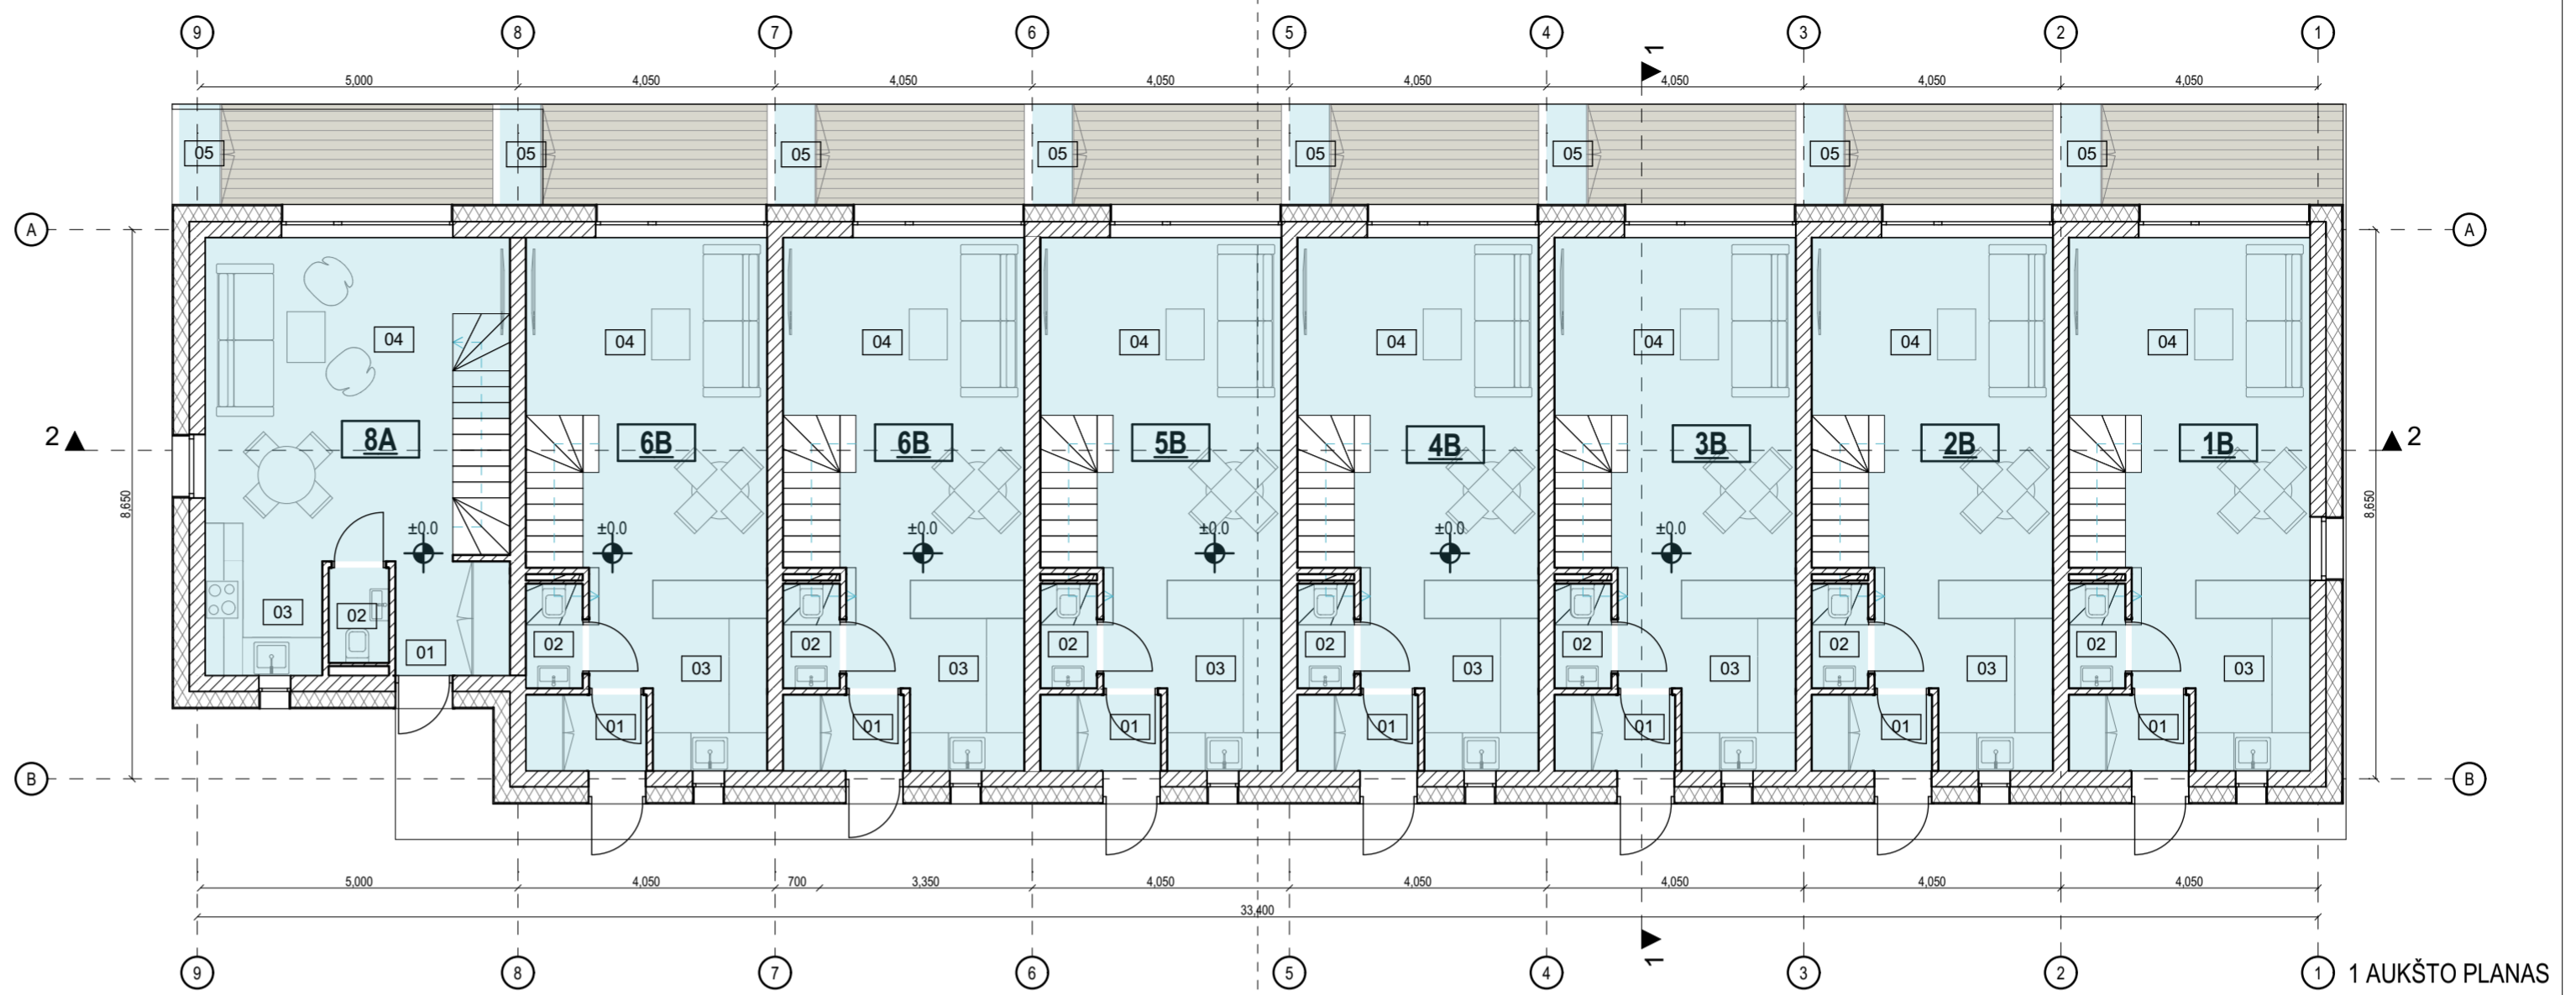 9 8 7 6 5 4 3 2 1
1
5,000 4,050 4,050 4,050 4,050 4,050 4,050 4,050
05 05 05 05 05 05 05 05
A A
04 04 04 04 04 04 04 04
2 8A 6B 6B 5B 4B 3B 2B 1B 2
8,650 8,650
±0.0 ±0.0 ±0.0 ±0.0 ±0.0 ±0.0
03 02
01 02 02 02 02 02 02 02
03 03 03 03 03 03 03
01 01 01 01 01 01 01
B B
5,000 4,050 700 3,350 4,050 4,050 4,050 4,050 4,050
33,400
1
9 8 7 6 5 4 3 2 1 1 AUKŠTO PLANAS